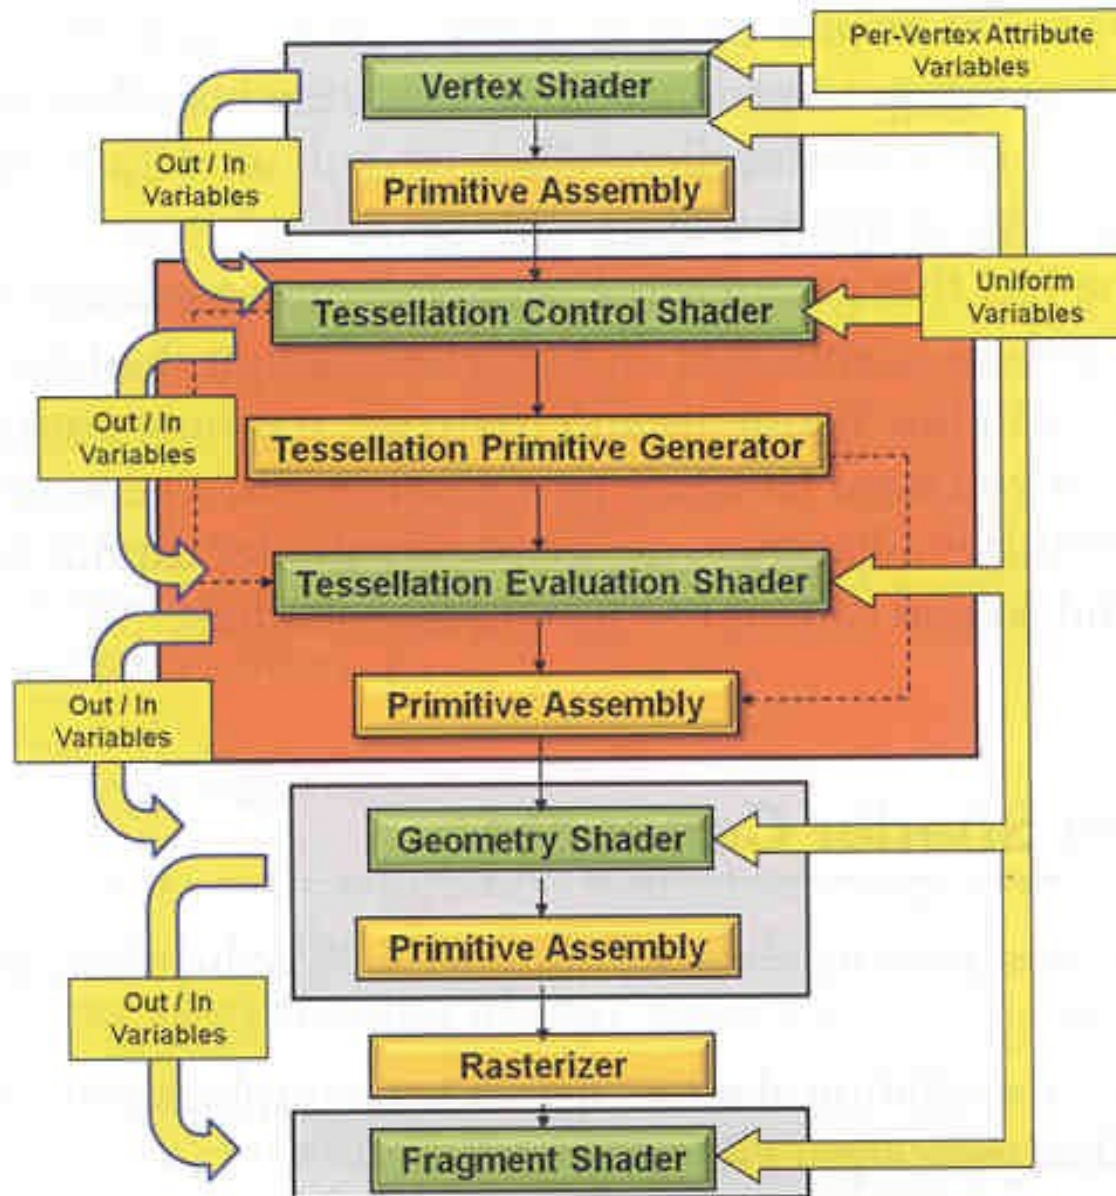 Per-Vertex Attribute
Variables
Vertex Shader
Out / In
Variables
Primitive Assembly
Uniform
Variables
Tessellation Control Shader
Out / In
Variables
Tessellation Primitive Generator
Tessellation Evaluation Shader
Out / In
Variables
Primitive Assembly
Geometry Shader
Primitive Assembly
Out / In
Variables
Rasterizer
Fragment Shader